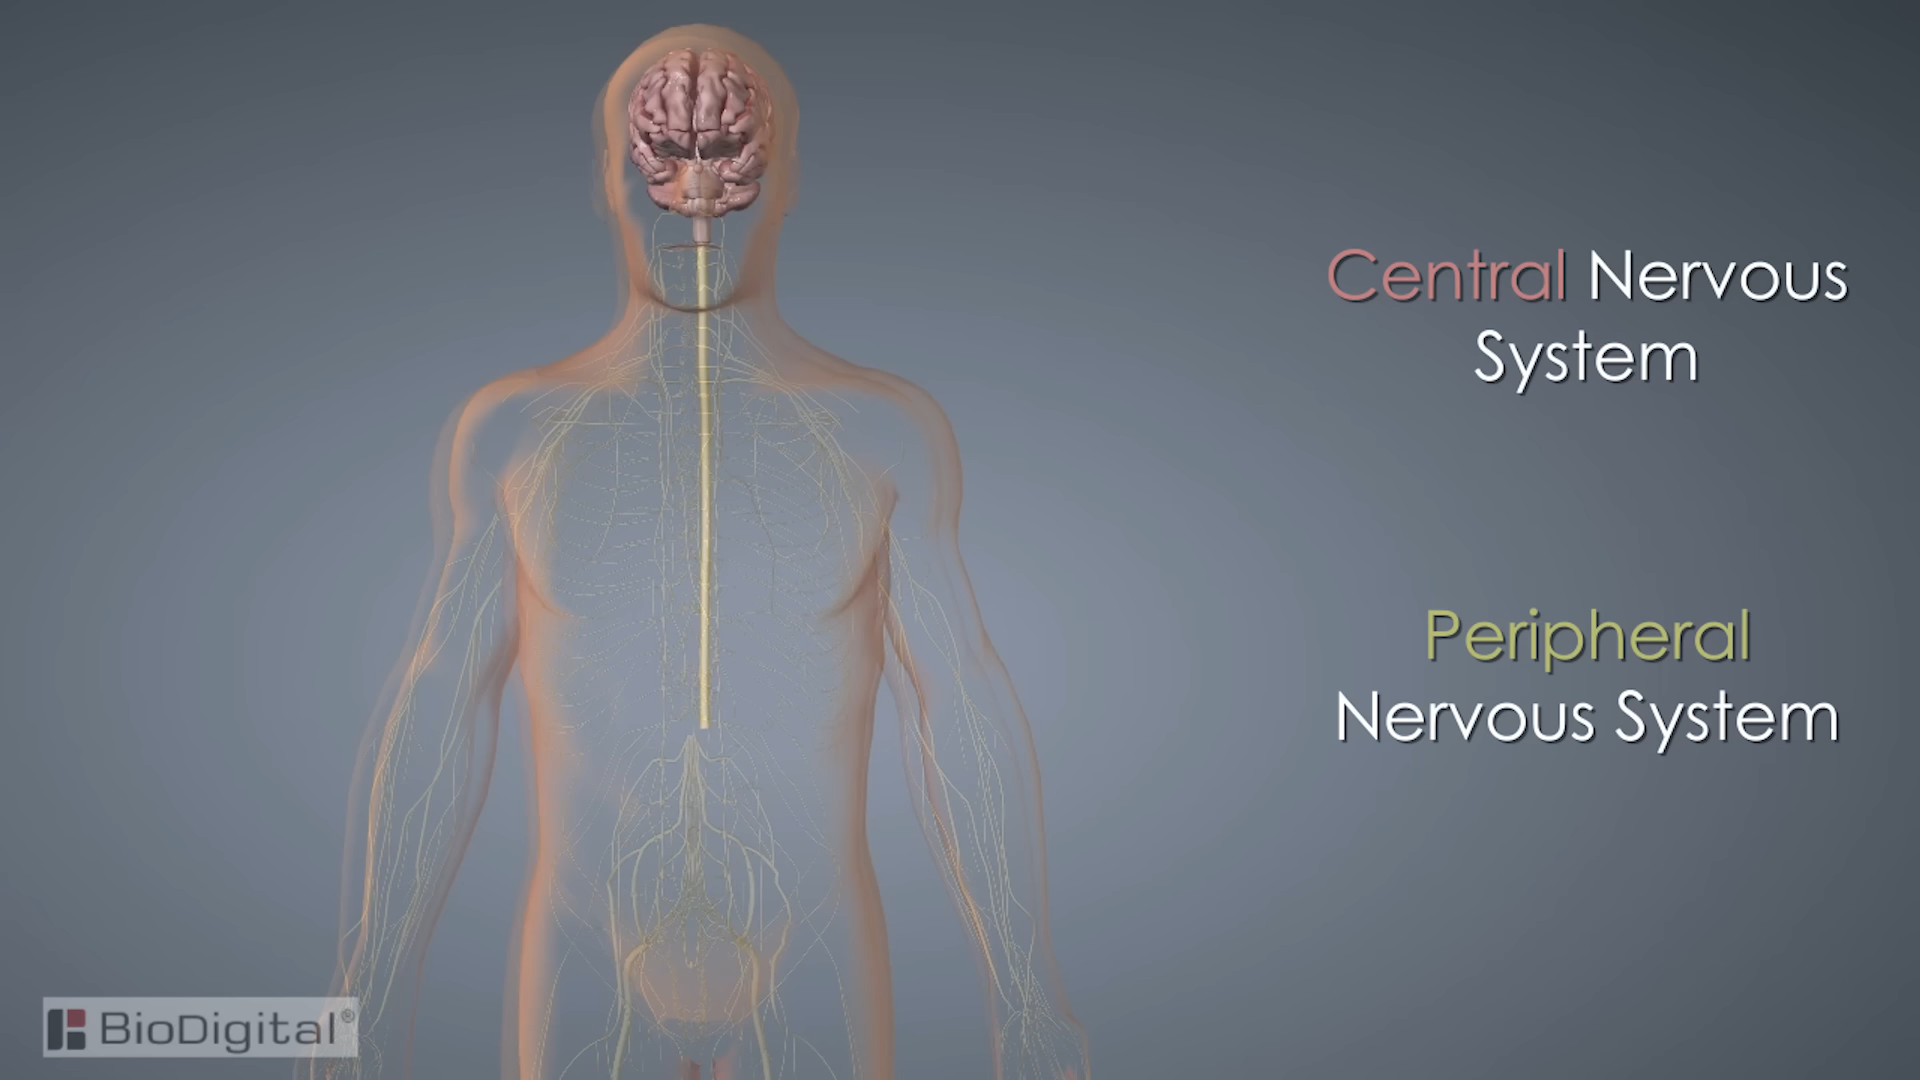 Central Nervous
System
Peripheral
Nervous System
BioDigital®